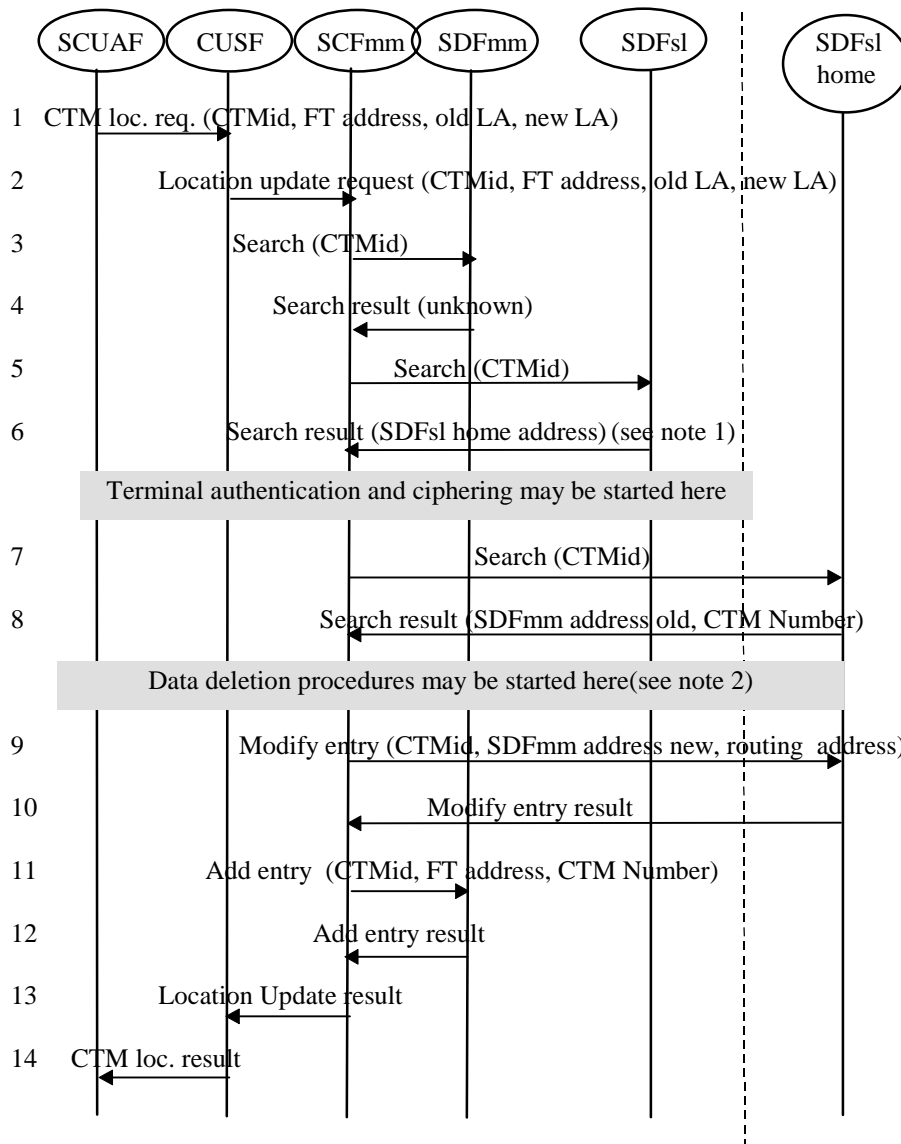 SCUAF CUSF SCFmm SDFmm SDFsl SDFsl
home
1 CTM loc. req. (CTMid, FT address, old LA, new LA)
2 Location update request (CTMid, FT address, old LA, new LA)
3 Search (CTMid)
4 Search result (unknown)
5 Search (CTMid)
6 Search result (SDFsl home address) (see note 1)
Terminal authentication and ciphering may be started here
7 Search (CTMid)
8 Search result (SDFmm address old, CTM Number)
Data deletion procedures may be started here(see note 2)
9 Modify entry (CTMid, SDFmm address new, routing address)
10 Modify entry result
11 Add entry (CTMid, FT address, CTM Number)
12 Add entry result
13 Location Update result
14 CTM loc. result